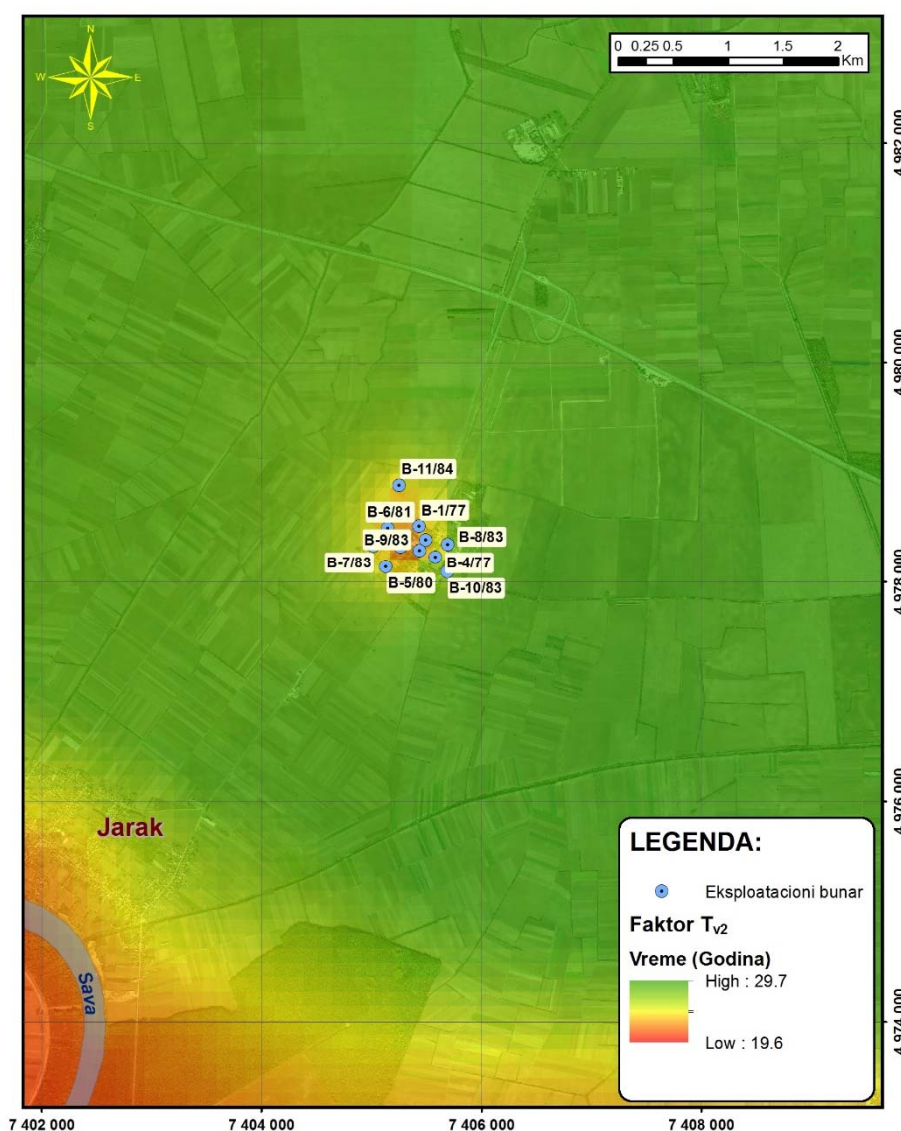 N
W E
S
0 0.25 0.5 1 1.5 2
Km
4 982 000
4 980 000
B-11/84
B-6/81 B-1/77
B-9/83 B-8/83
B-7/83 B-4/77
B-5/80 B-10/83
4 978 000
4 976 000
Jarak
Sava
LEGENDA:
Eksploatacioni bunar
Faktor Tv2
Vreme (Godina)
High : 29.7
Low : 19.6
4 974 000
7 402 000 7 404 000 7 406 000 7 408 000